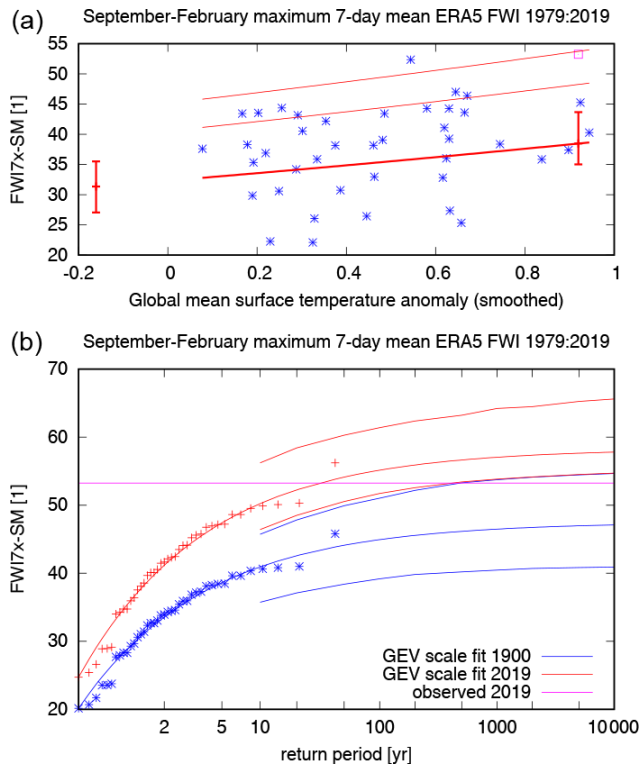 (a) September-February maximum 7-day mean ERA5 FWI 1979:2019
55
50
45
40
35
30
25
20
FWI7x-SM [1]
-0.2 0 0.2 0.4 0.6 0.8 1
Global mean surface temperature anomaly (smoothed)
(b) September-February maximum 7-day mean ERA5 FWI 1979:2019
70
60
50
40
30
20
FWI7x-SM [1]
GEV scale fit 1900
GEV scale fit 2019
observed 2019
2 5 10 100 1000 10000
return period [yr]